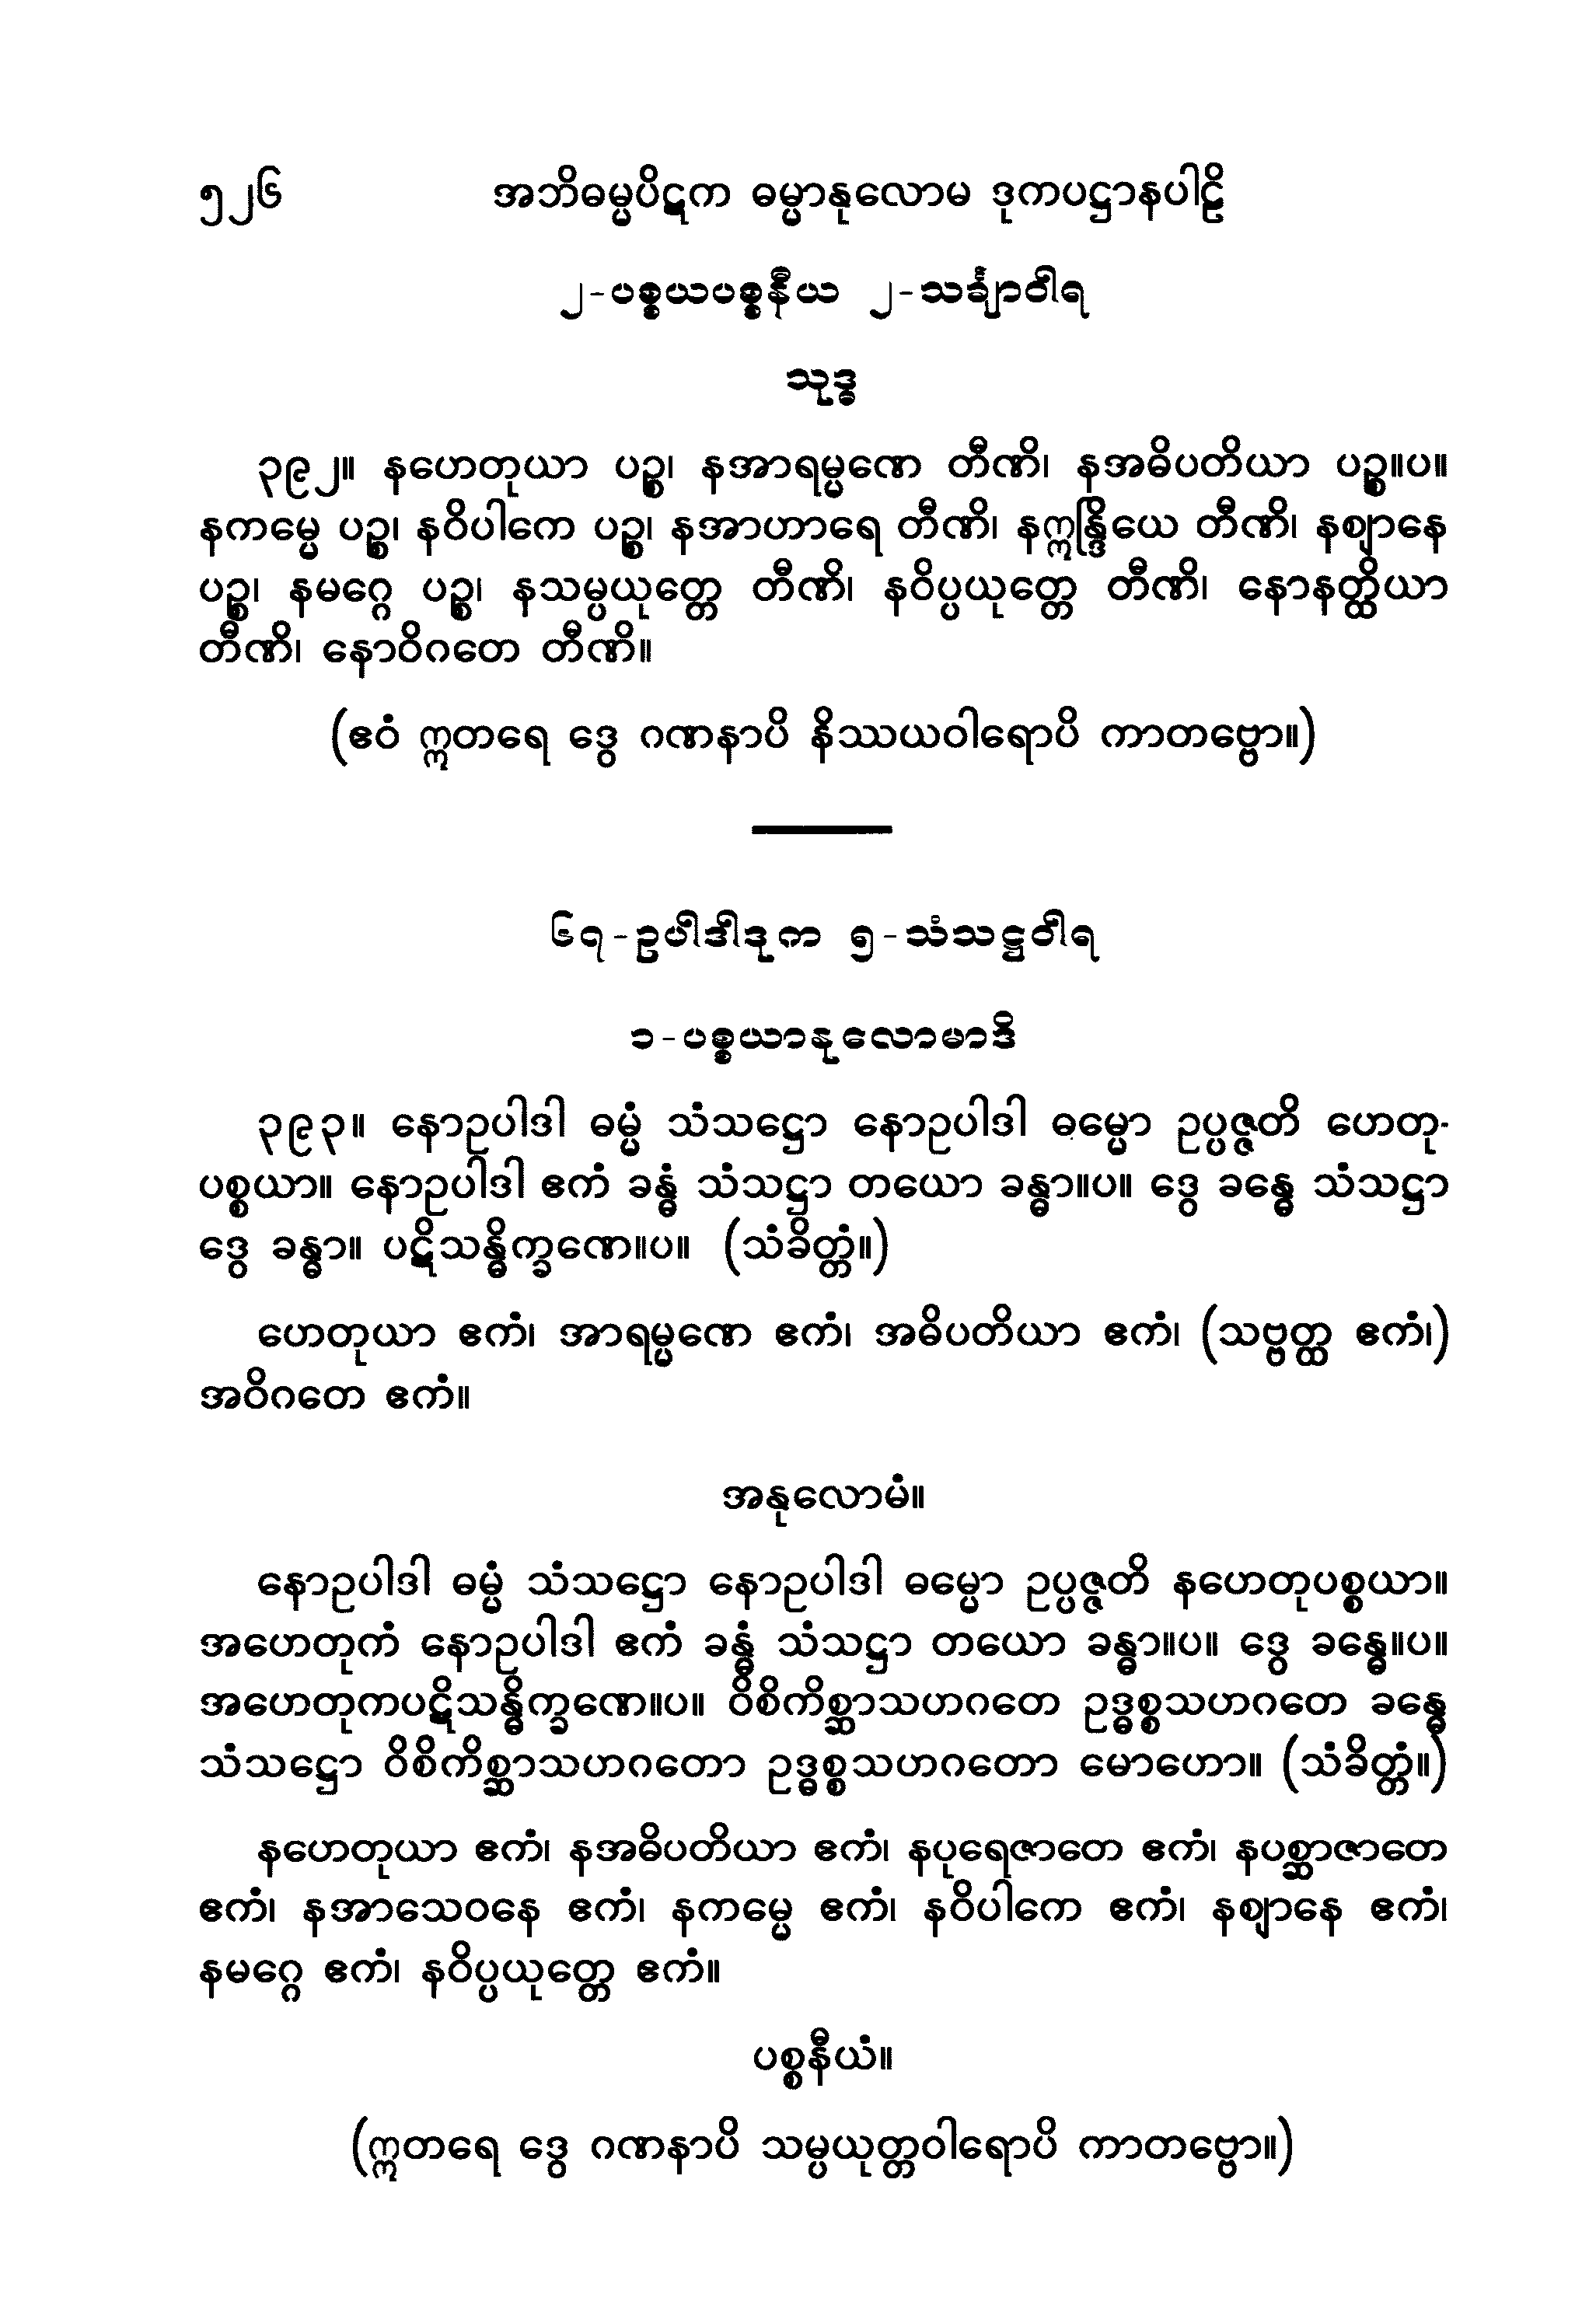 ၅၂၆ အဘိဓမ္မပိဋက ဓမ္မာနုလောမ ဒုကပဋ္ဌာနပါဠိ
၂-ပစ္စယပစ္စနီယ ၂-သင်္ချာဝါရ
သုဒ္ဓ
၃၉၂။ နဟေတုယာ ပဉ္စ၊ နအာရမ္မဏေ တီဏိ၊ နအဓိပတိယာ ပဉ္စ။ပ။
နကမ္မေ ပဉ္စ၊ နဝိပါကေ ပဉ္စ၊ နအာဟာရေ တီဏိ၊ နဣန္ဒြိယေ တီဏိ၊ နဈာနေ
ပဉ္စ၊ နမဂ္ဂေ ပဉ္စ၊ နသမ္ပယုတ္တေ တီဏိ၊ နဝိပ္ပယုတ္တေ တီဏိ၊ နောနတ္ထိယာ
တီဏိ၊ နောဝိဂတေ တီဏိ။
(ဧဝံ ဣတရေ ဒွေ ဂဏနာပိ နိဿယဝါရောပိ ကာတဗ္ဗော။)
၆၇-ဥပါဒါဒုက ၅-သံသဋ္ဌဝါရ
၁-ပစ္စယာနုလောမာဒိ
၃၉၃။ နောဥပါဒါ ဓမ္မံ သံသဋ္ဌော နောဥပါဒါ ဓမ္မော ဥပ္ပဇ္ဇတိ ဟေတု-
ပစ္စယာ။ နောဥပါဒါ ဧကံ ခန္ဓံ သံသဋ္ဌာ တယော ခန္ဓာ။ပ။ ဒွေ ခန္ဓေ သံသဋ္ဌာ
ဒွေ ခန္ဓာ။ ပဋိသန္ဓိက္ခဏေ။ပ။ (သံခိတ္တံ။)
ဟေတုယာ ဧကံ၊ အာရမ္မဏေ ဧကံ၊ အဓိပတိယာ ဧကံ၊ (သဗ္ဗတ္ထ ဧကံ၊)
အဝိဂတေ ဧကံ။
အနုလောမံ။
နောဥပါဒါ ဓမ္မံ သံသဋ္ဌော နောဥပါဒါ ဓမ္မော ဥပ္ပဇ္ဇတိ နဟေတုပစ္စယာ။
အဟေတုကံ နောဥပါဒါ ဧကံ ခန္ဓံ သံသဋ္ဌာ တယော ခန္ဓာ။ပ။ ဒွေ ခန္ဓေ။ပ။
အဟေတုကပဋိသန္ဓိက္ခဏေ။ပ။ ဝိစိကိစ္ဆာသဟဂတေ ဥဒ္ဓစ္စသဟဂတေ ခန္ဓေ
သံသဋ္ဌော ဝိစိကိစ္ဆာသဟဂတော ဥဒ္ဓစ္စသဟဂတော မောဟော။ (သံခိတ္တံ။)
နဟေတုယာ ဧကံ၊ နအဓိပတိယာ ဧကံ၊ နပုရေဇာတေ ဧကံ၊ နပစ္ဆာဇာတေ
ဧကံ၊ နအာသေဝနေ ဧကံ၊ နကမ္မေ ဧကံ၊ နဝိပါကေ ဧကံ၊ နဈာနေ ဧကံ၊
နမဂ္ဂေ ဧကံ၊ နဝိပ္ပယုတ္တေ ဧကံ။
ပစ္စနီယံ။
(ဣတရေ ဒွေ ဂဏနာပိ သမ္ပယုတ္တဝါရောပိ ကာတဗ္ဗော။)